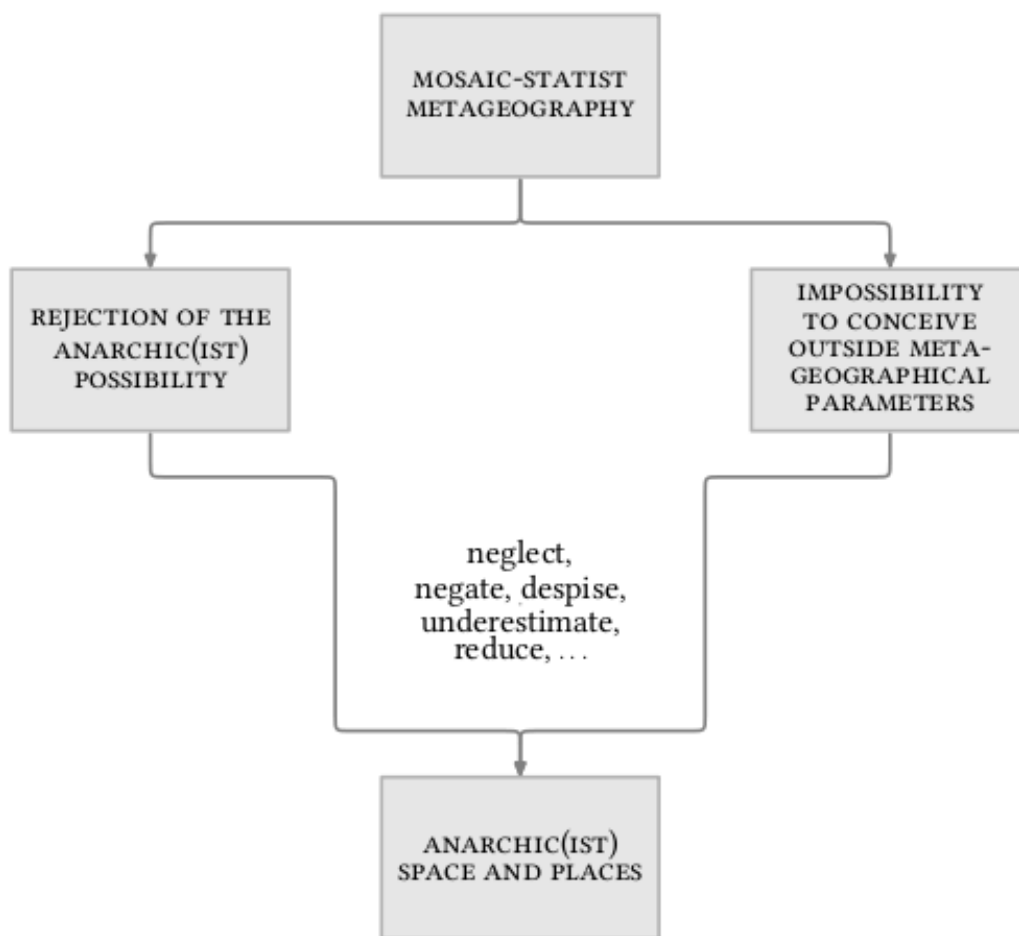 MOSAIC-STATIST
METAGEOGRAPHY
REJECTION OF THE
ANARCHIC(IST)
POSSIBILITY
IMPOSSIBILITY
TO CONCEIVE
OUTSIDE META-
GEOGRAPHICAL
PARAMETERS
neglect,
negate, despise,
underestimate,
reduce, ...
ANARCHIC(IST)
SPACE AND PLACES